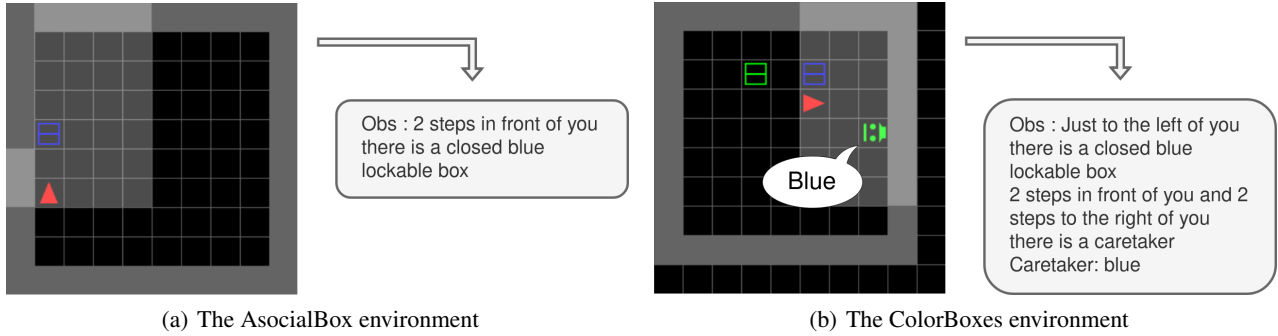 Obs : 2 steps in front of you
there is a closed blue
lockable box
Blue
Obs : Just to the left of you
there is a closed blue
lockable box
2 steps in front of you and 2
steps to the right of you
there is a caretaker
Caretaker: blue
(a) The AsocialBox environment
(b) The ColorBoxes environment